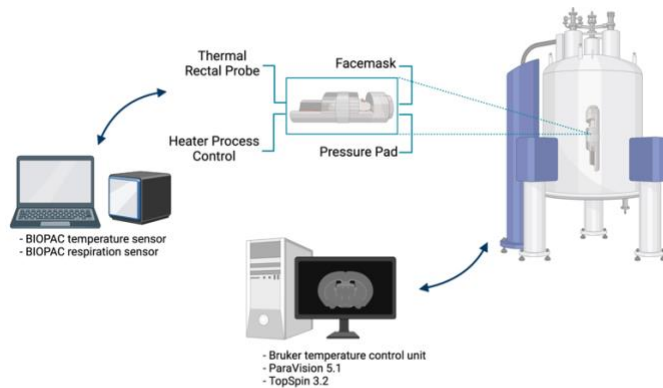 Thermal
Rectal Probe
Facemask
Heater Process
Control
Pressure Pad
- BIOPAC temperature sensor
- BIOPAC respiration sensor
- Bruker temperature control unit
- ParaVision 5.1
- TopSpin 3.2